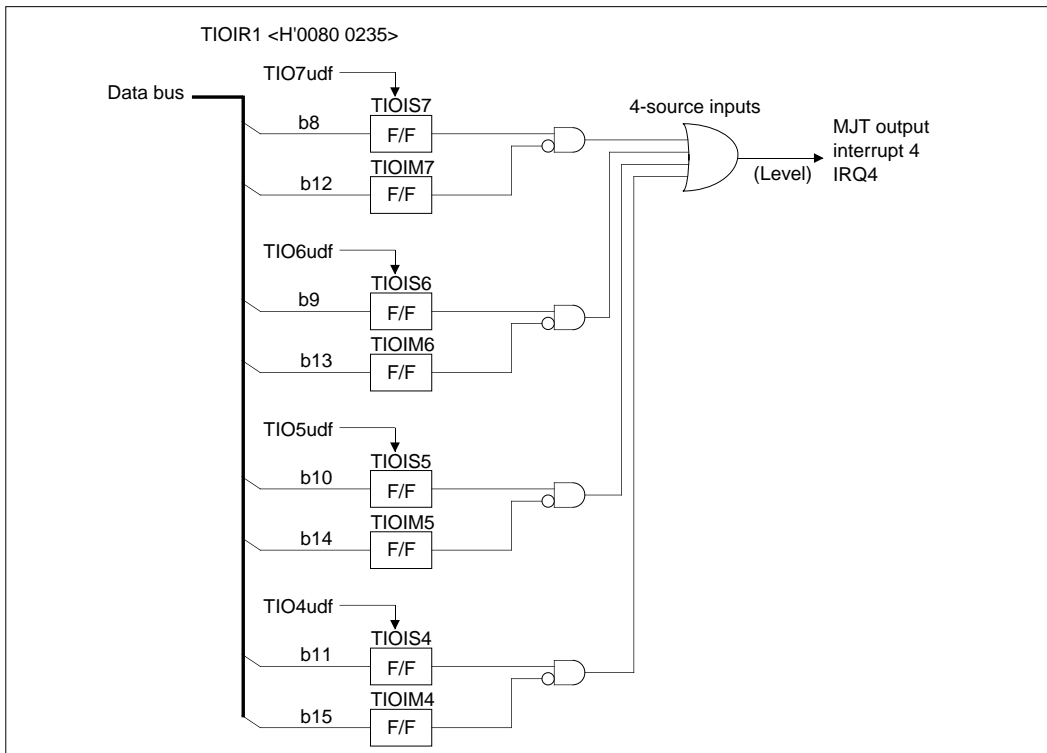 TIOIR1 <H'0080 0235>
TIO7udf
Data bus
TIOIS7
4-source inputs
b8
F/F
MJT output
interrupt 4
IRQ4
(Level)
TIOIM7
b12
F/F
TIO6udf
TIOIS6
b9
F/F
TIOIM6
b13
F/F
TIO5udf
TIOIS5
b10
F/F
TIOIM5
b14
F/F
TIO4udf
TIOIS4
b11
F/F
TIOIM4
b15
F/F